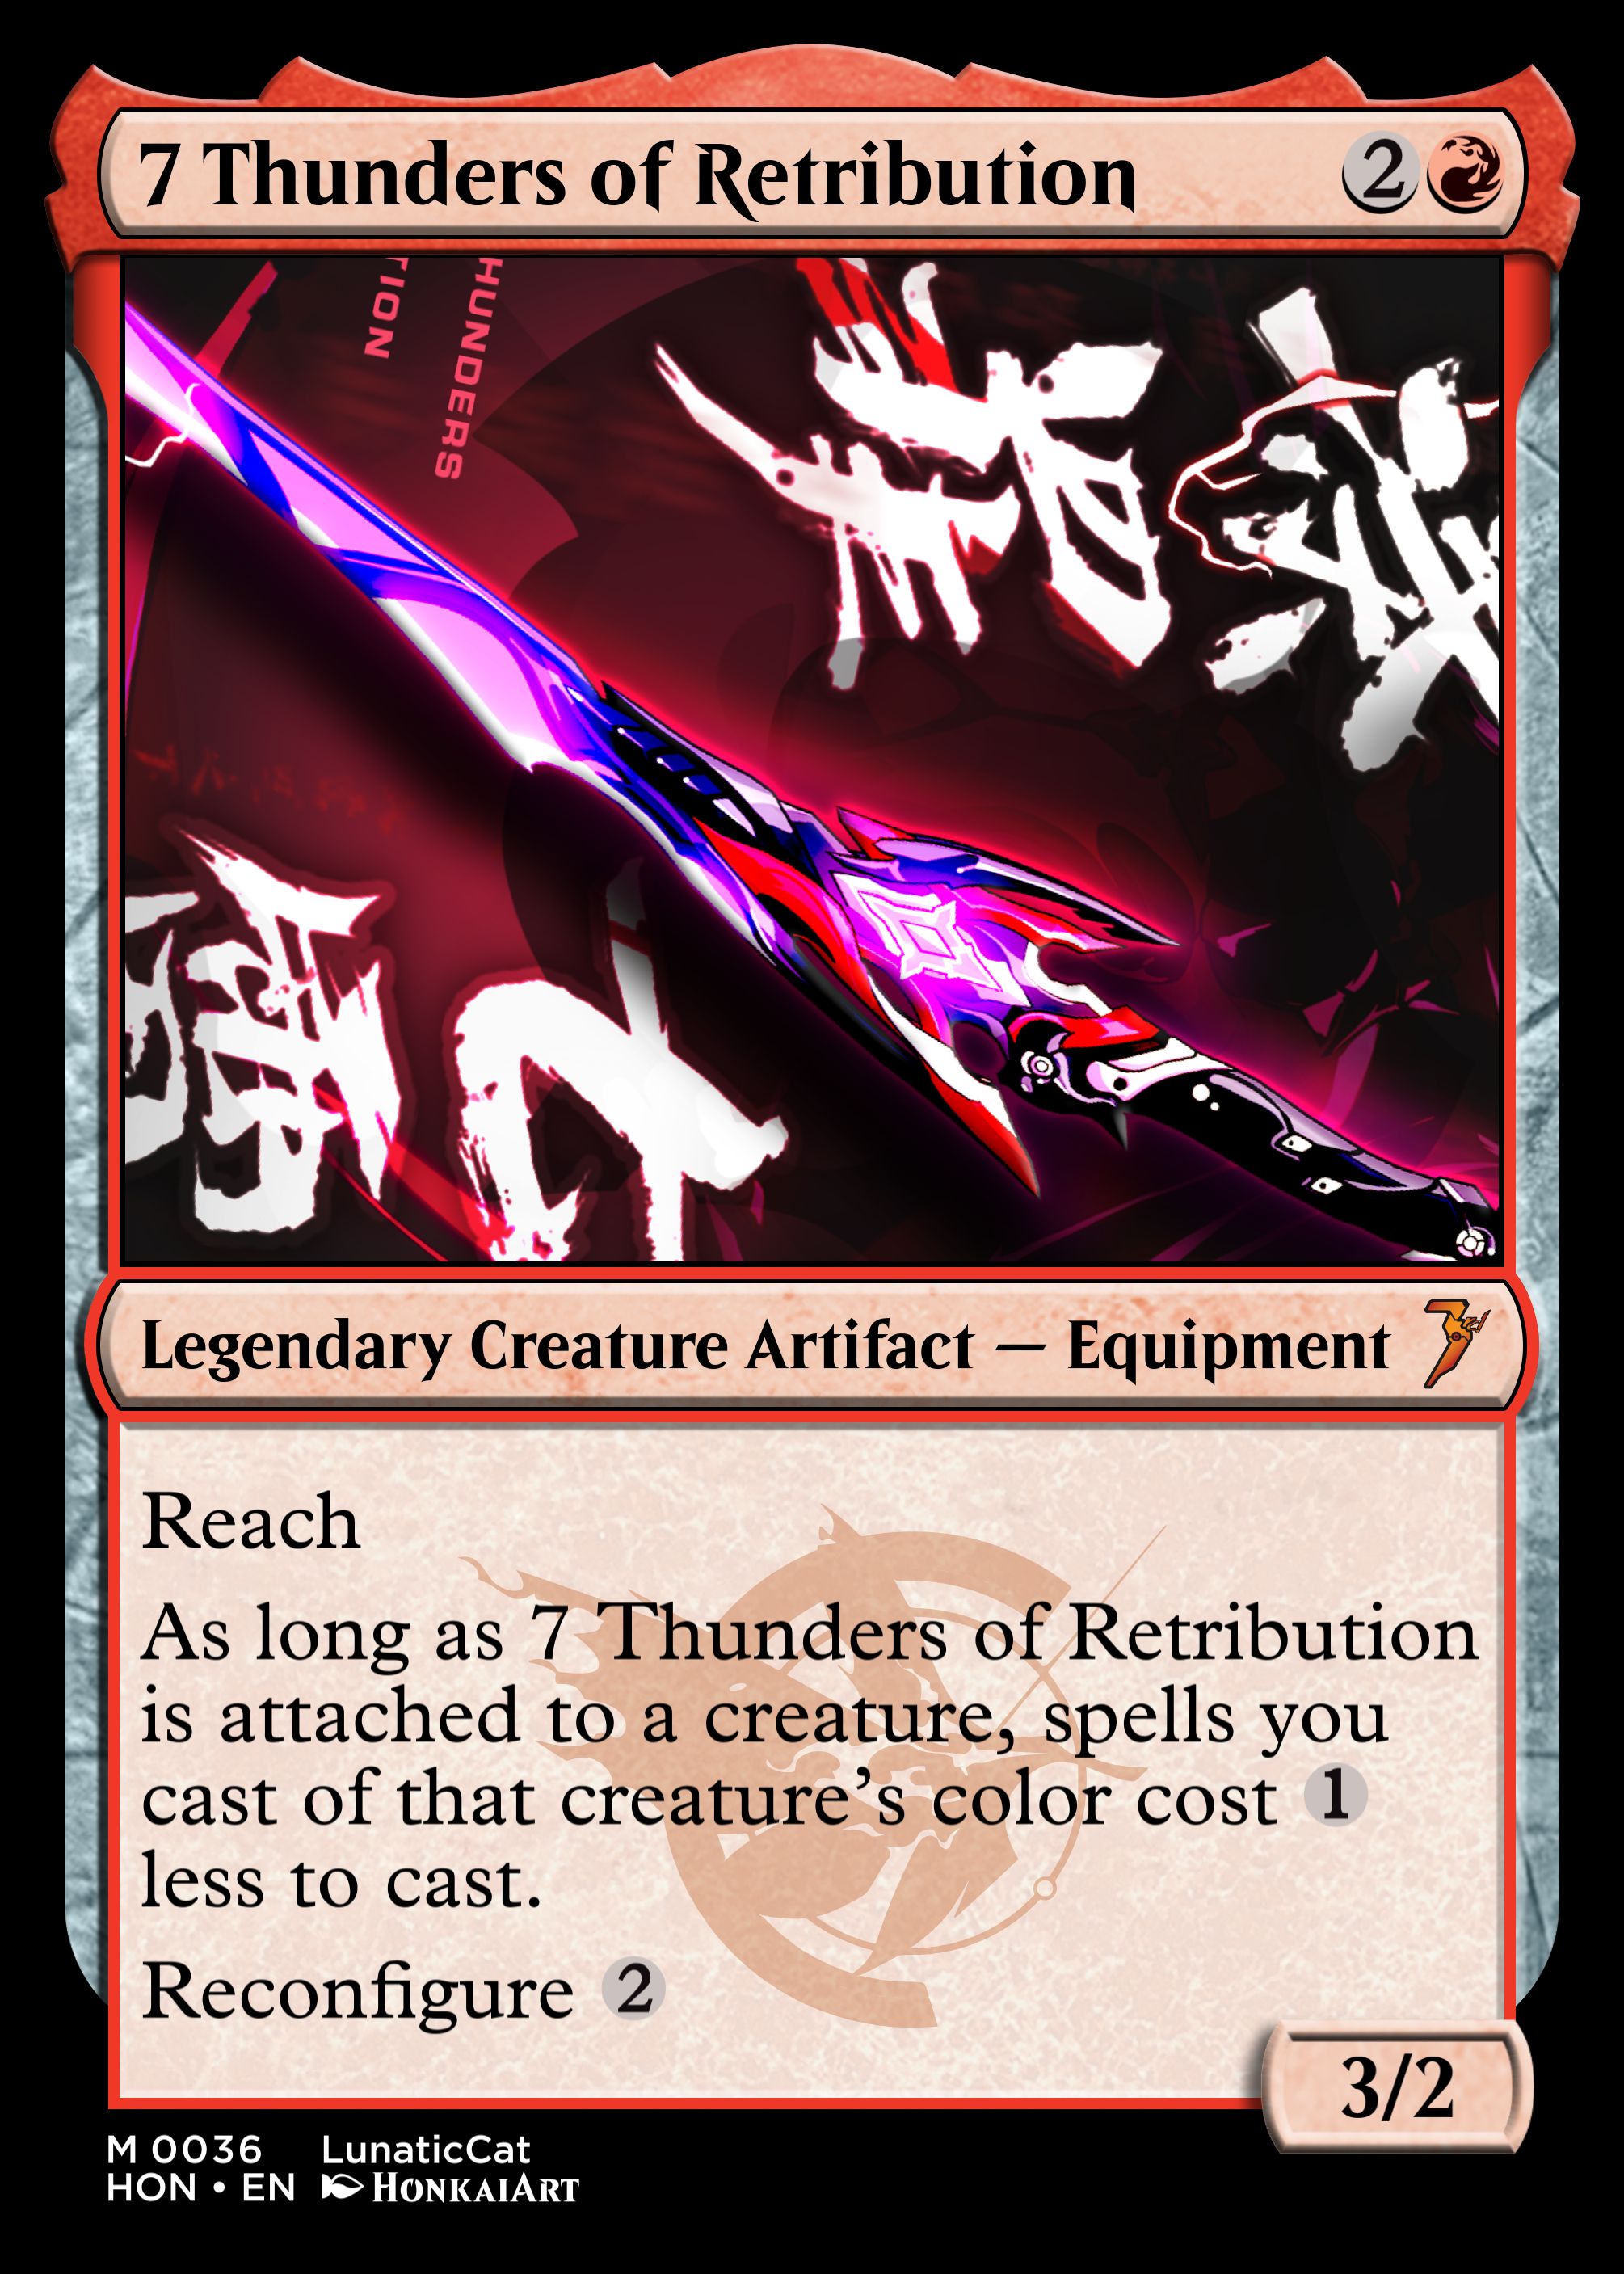 7 Thunders of Retribution 2
TION
HUNDERS
Legendary Creature Artifact — Equipment
Reach
As long as 7 Thunders of Retribution
is attached to a creature, spells you
cast of that creature's color cost 1
less to cast.
Reconfigure 2
3/2
M 0036 LunaticCat
HON • EN HONKAIART